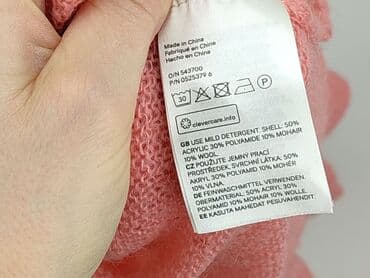 Made in China
Fabriqué en Chine
Hecho en China
O/N 543700
P/N 0525379 6
30
P
clevercare.info
GB USE MILD DETERGENT. SHELL: 50%
ACRYLIC 30% POLYAMIDE 10% MOHAIR
10% WOOL.
CZ POUŽIJTE JEMNÝ PRACÍ
PROSTŘEDEK. SVRCHNÍ LÁTKA: 50%
AKRYL 30% POLYAMID 10% MOHÉR
10% VLNA.
DE FEINWASCHMITTEL VERWENDEN.
OBERMATERIAL: 50% ACRYL 30%
POLYAMID 10% MOHAIR 10% WOLLE.
EE KASUTA MAHEDAT PESUVAHENDIT.